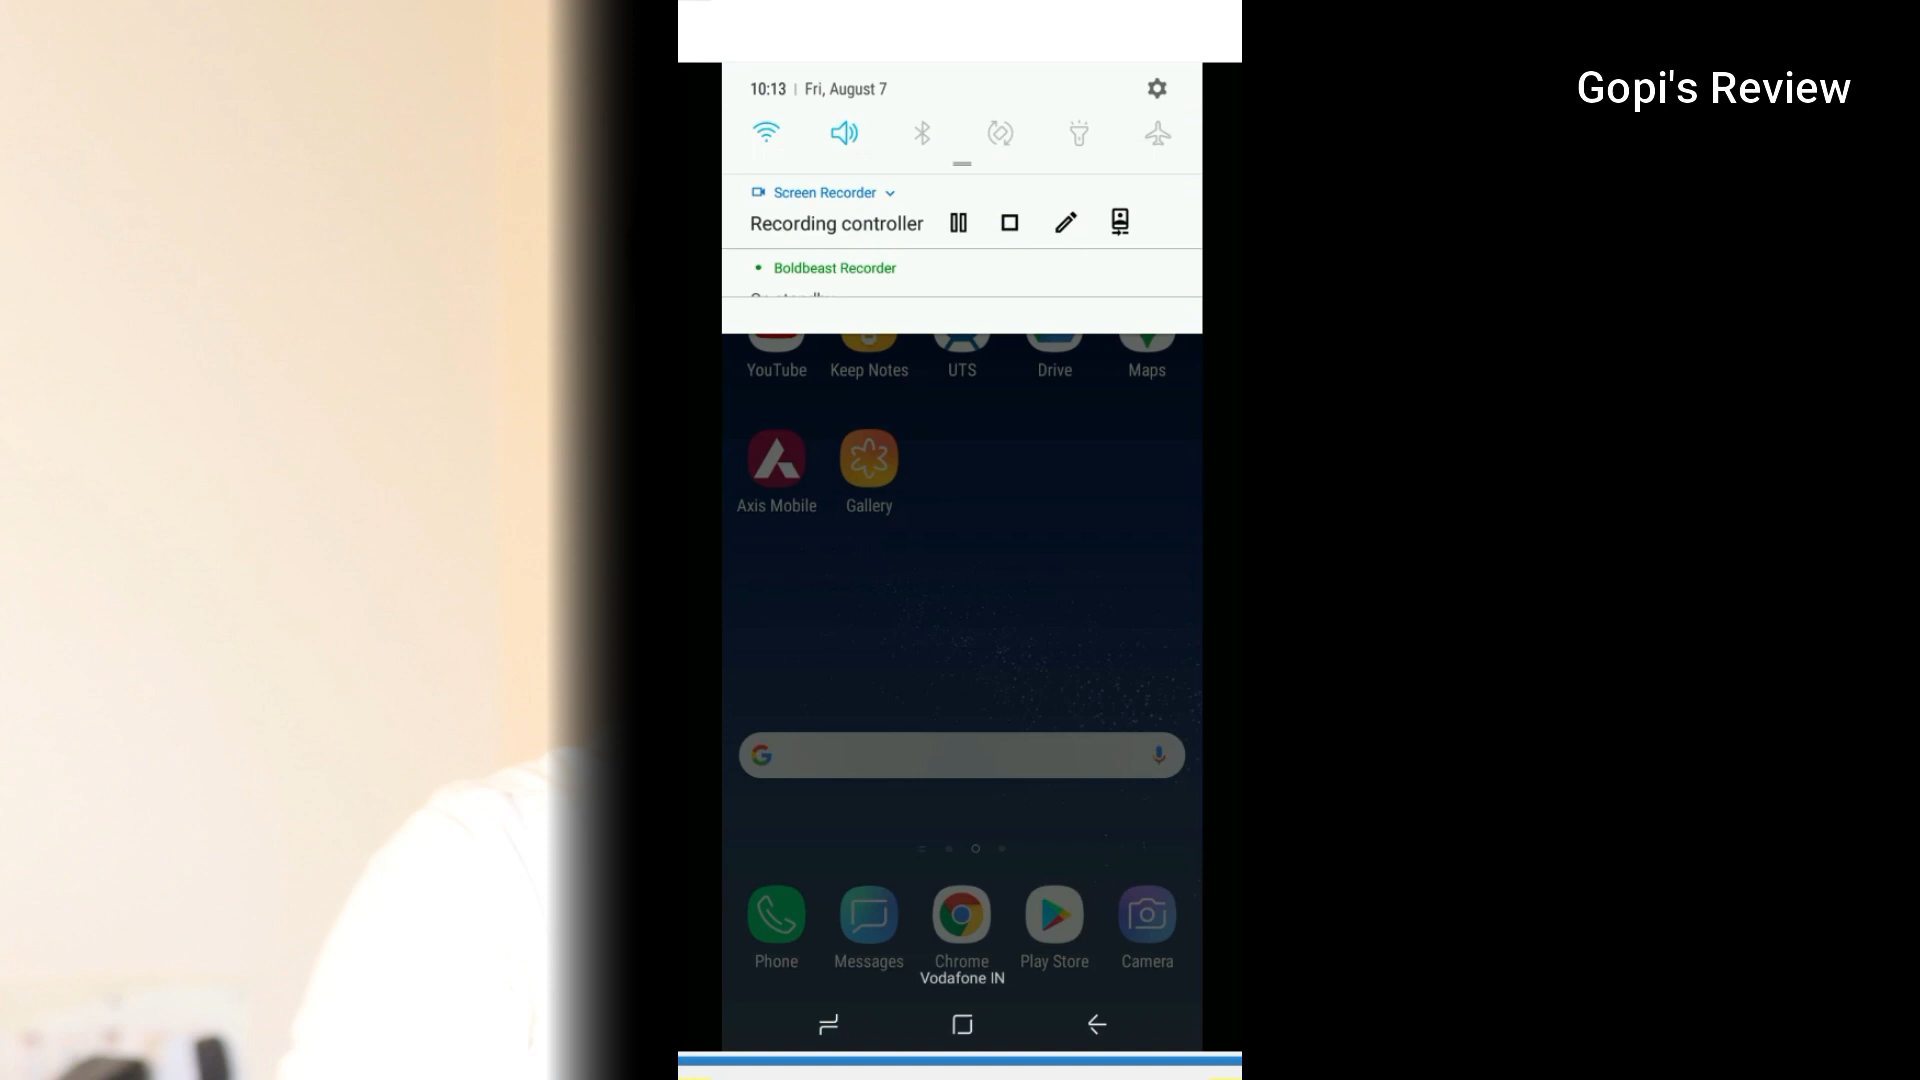 Gopi's Review
10:13 | Fri, August 7
Screen Recorder
Recording controller
Boldbeast Recorder
YouTube Keep Notes UTS Drive Maps
Axis Mobile Gallery
Phone Messages Chrome Play Store Camera
Vodafone IN